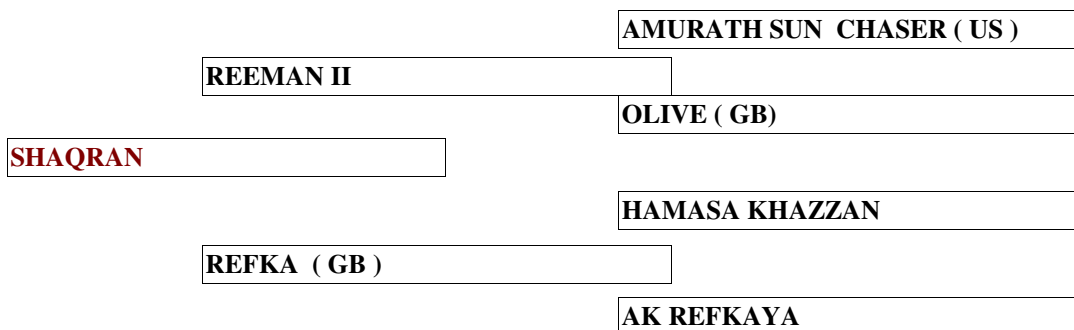 AMURATH SUN CHASER ( US )
REEMAN II
OLIVE ( GB)
SHAQRAN
HAMASA KHAZZAN
REFKA ( GB )
AK REFKAYA